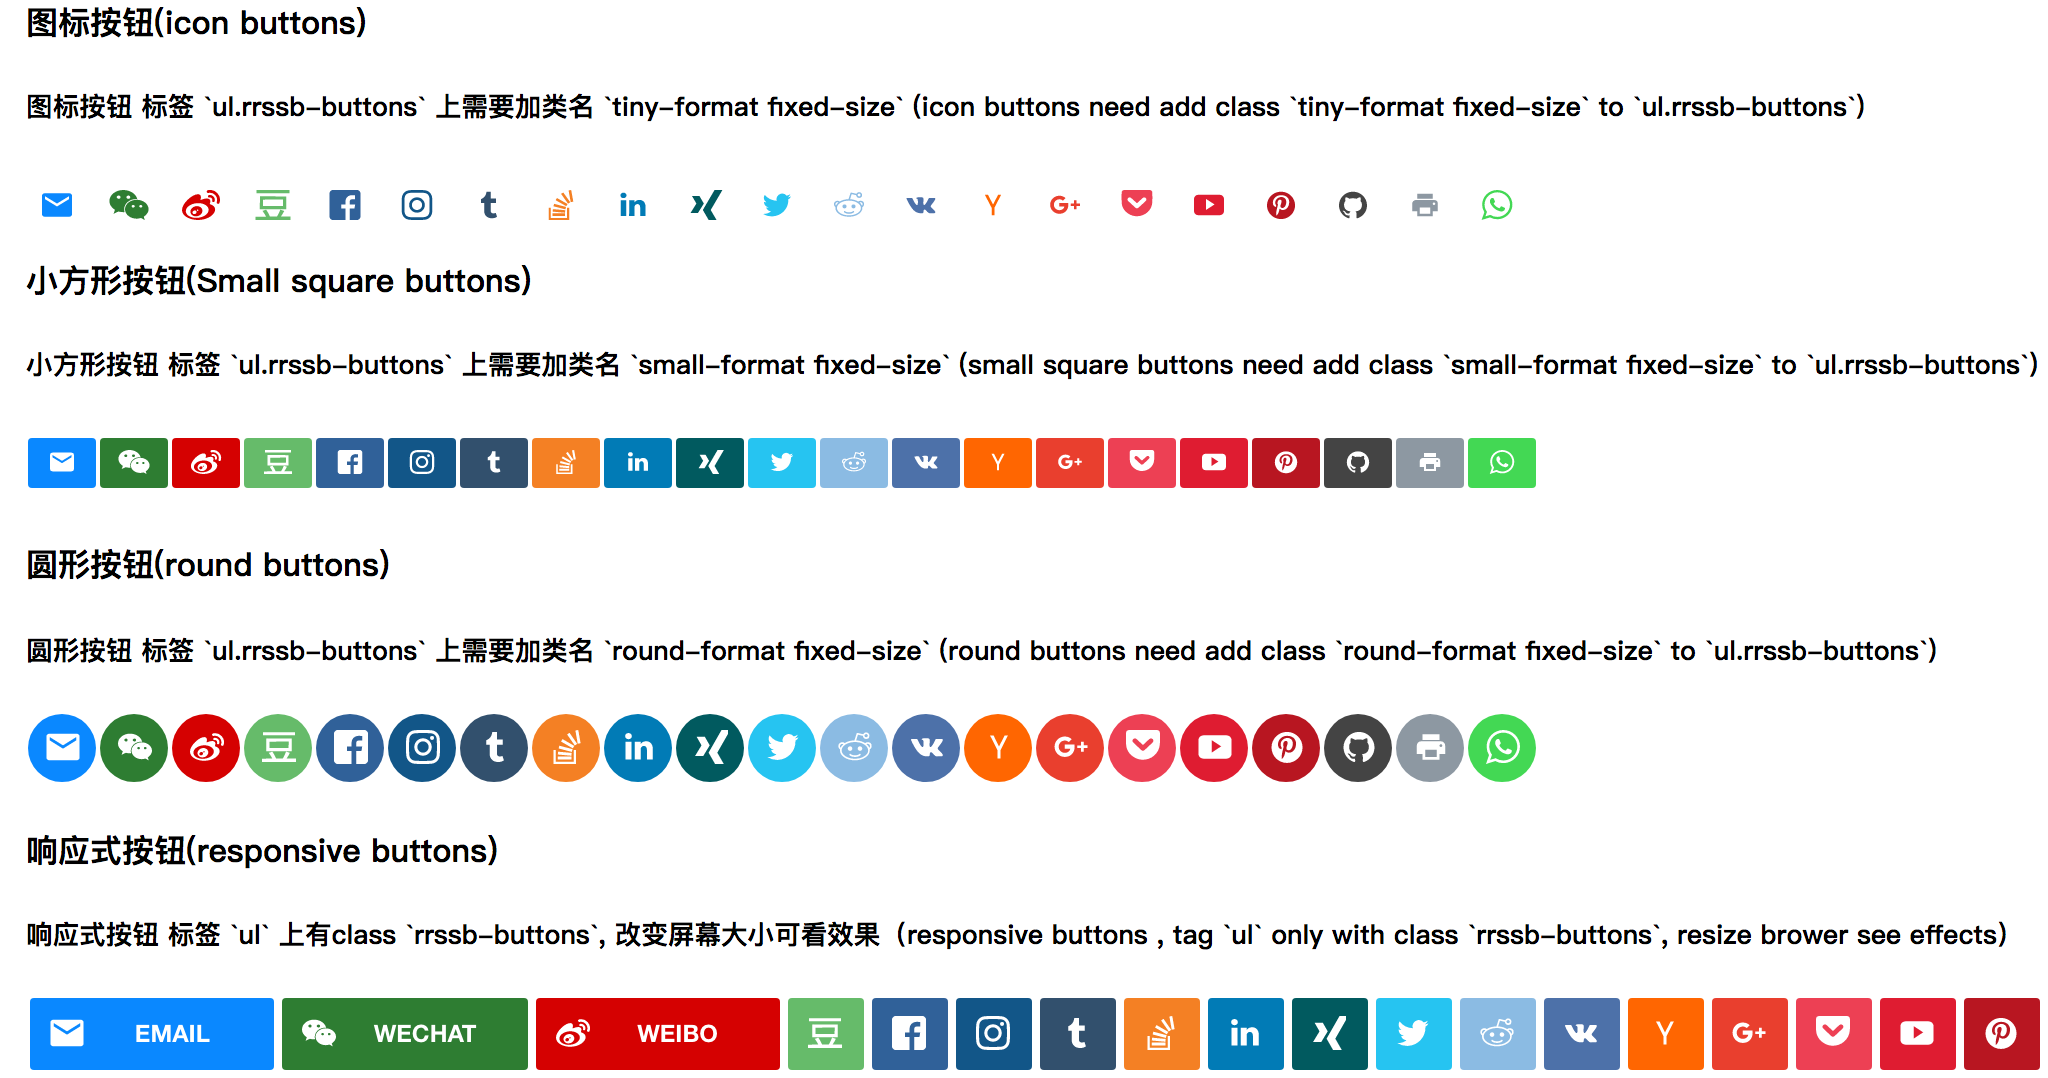 图标按钮(icon buttons)
图标按钮 标签 `ul.rrssb-buttons` 上需要加类名 `tiny-format fixed-size` (icon buttons need add class `tiny-format fixed-size` to `ul.rrssb-buttons`)
小方形按钮(Small square buttons)
小方形按钮 标签 `ul.rrssb-buttons` 上需要加类名 `small-format fixed-size` (small square buttons need add class `small-format fixed-size` to `ul.rrssb-buttons`)
圆形按钮(round buttons)
圆形按钮 标签 `ul.rrssb-buttons` 上需要加类名 `round-format fixed-size` (round buttons need add class `round-format fixed-size` to `ul.rrssb-buttons`)
响应式按钮(responsive buttons)
响应式按钮 标签 `ul` 上有class `rrssb-buttons`, 改变屏幕大小可看效果（responsive buttons , tag `ul` only with class `rrssb-buttons`, resize brower see effects）
EMAIL WECHAT WEIBO